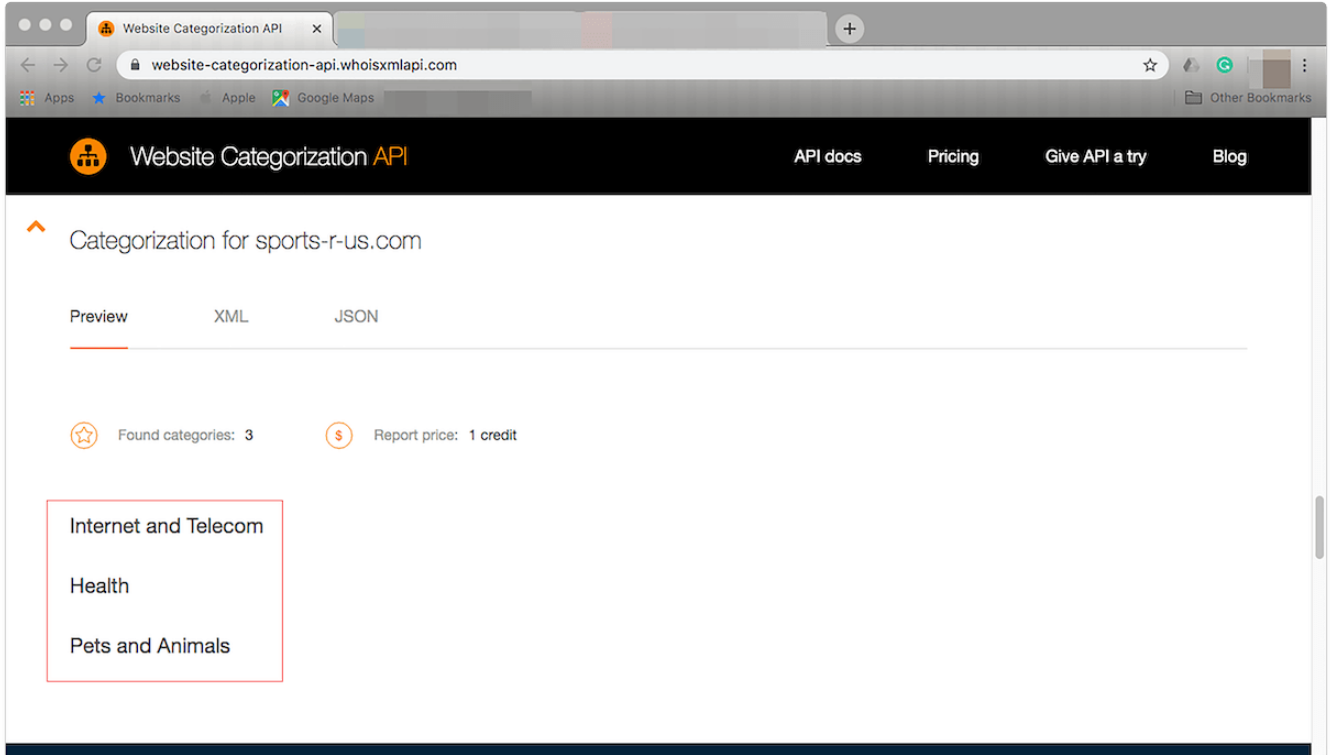 Website Categorization API
website-categorization-api.whoisxmlapi.com
Apps Bookmarks Apple Google Maps Other Bookmarks
Website Categorization API API docs Pricing Give API a try Blog
Categorization for sports-r-us.com
Preview XML JSON
Found categories: 3 Report price: 1 credit
Internet and Telecom
Health
Pets and Animals